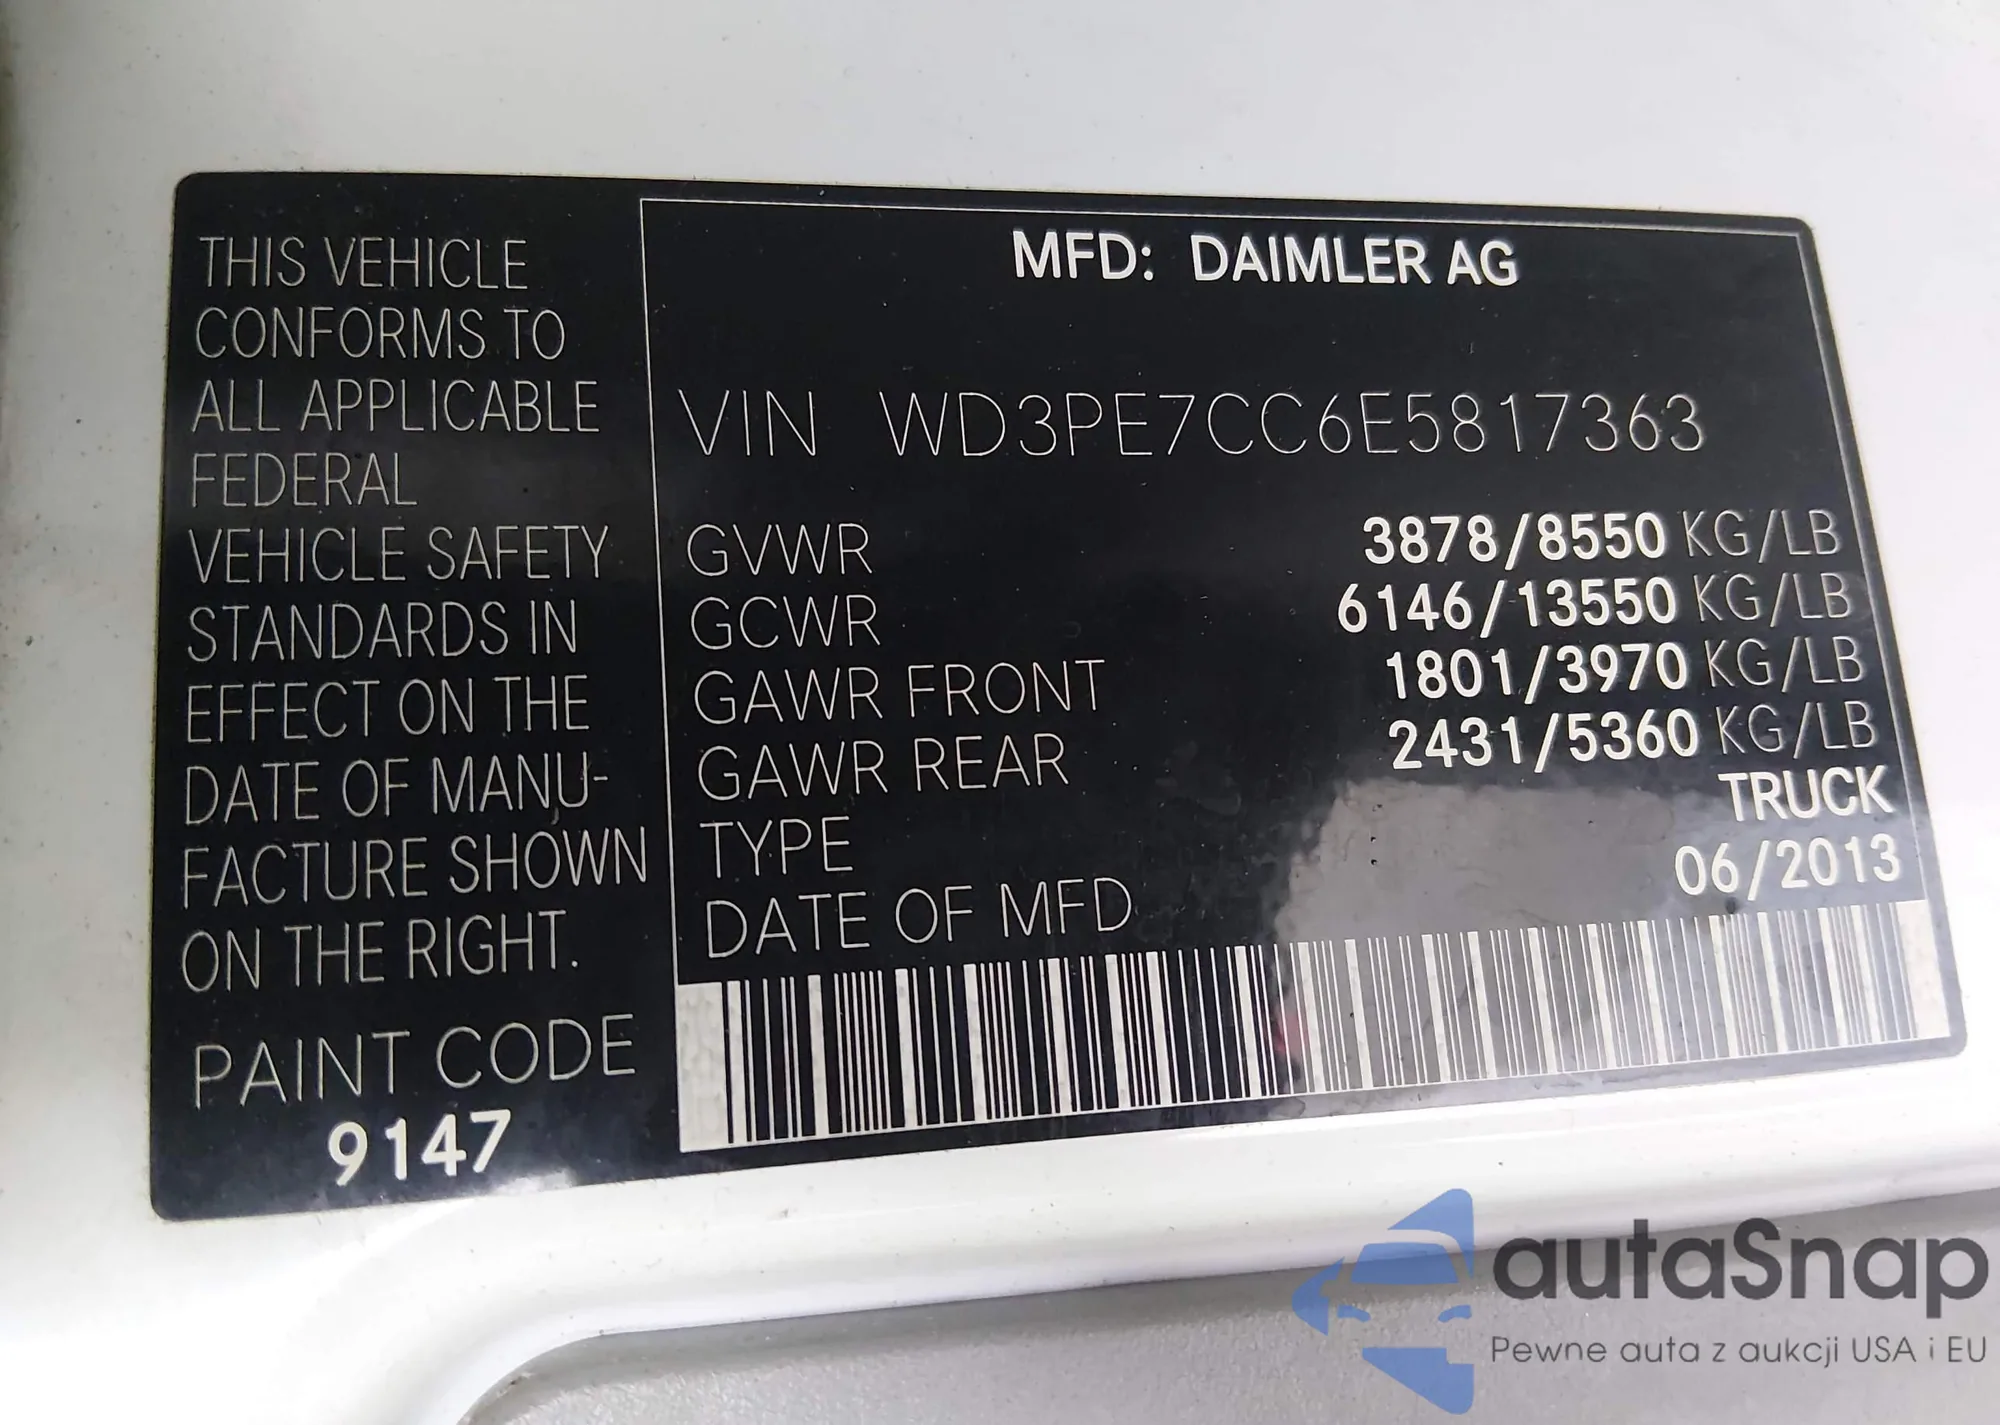 THIS VEHICLE
CONFORMS TO
ALL APPLICABLE
FEDERAL
VEHICLE SAFETY
STANDARDS IN
EFFECT ON THE
DATE OF MANU-
FACTURE SHOWN
ON THE RIGHT.
PAINT CODE
9147
MFD: DAIMLER AG
VIN WD3PE7CC6E5817363
GVWR 3878/8550 KG/LB
GCWR 6146/13550 KG/LB
GAWR FRONT 1801/3970 KG/LB
GAWR REAR 2431/5360 KG/LB
TYPE TRUCK
DATE OF MFD 06/2013
autaSnap
Pewne auta z aukcji USA i EU